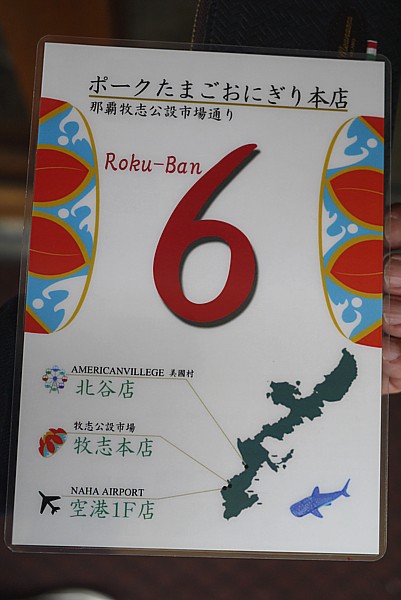 ポークたまごおにぎり本店
那覇牧志公設市場通り
Roku-Ban
6
AMERICANVILLEGE 美國村
北谷店
牧志公設市場
牧志本店
NAHA AIRPORT
空港1F店